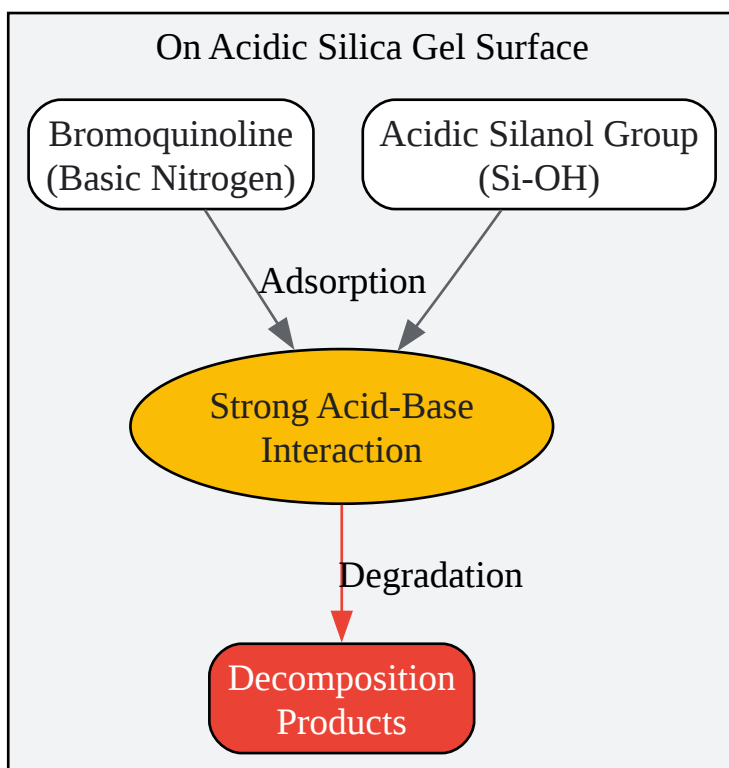 On Acidic Silica Gel Surface
Bromoquinoline
(Basic Nitrogen)
Acidic Silanol Group
(Si-OH)
Adsorption
Strong Acid-Base
Interaction
Degradation
Decomposition
Products